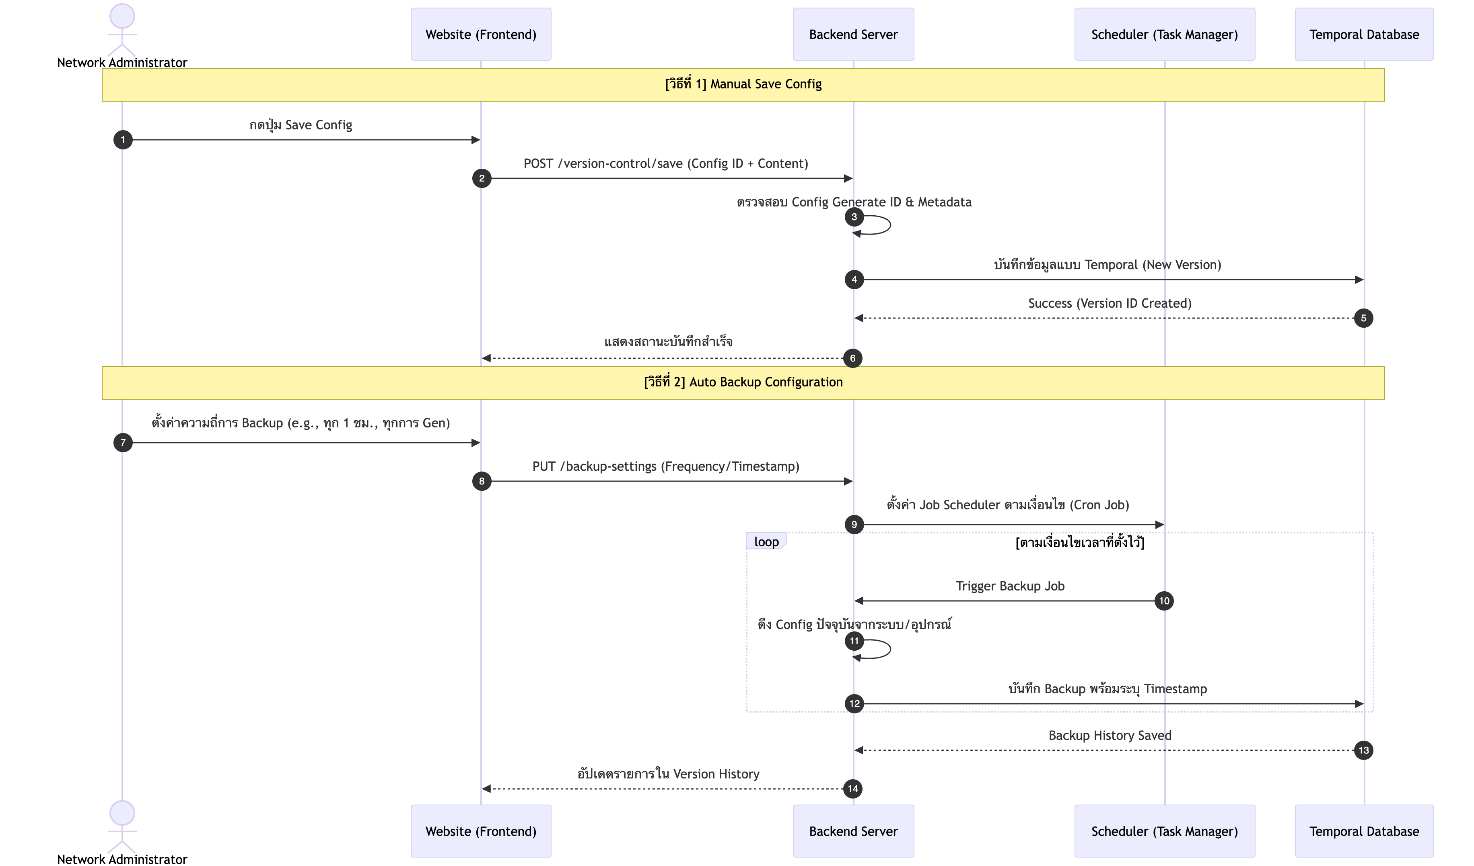 Website (Frontend)
Backend Server
Scheduler (Task Manager)
Temporal Database
Network Administrator
[วิธีที่ 1] Manual Save Config
กดปุ่ม Save Config
1
POST /version-control/save (Config ID + Content)
2
ตรวจสอบ Config Generate ID & Metadata
3
บันทึกข้อมูลแบบ Temporal (New Version)
4
Success (Version ID Created)
5
แสดงสถานะบันทึกสำเร็จ
6
[วิธีที่ 2] Auto Backup Configuration
ตั้งค่าความถี่การ Backup (e.g., ทุก 1 ชม., ทุกการ Gen)
7
PUT /backup-settings (Frequency/Timestamp)
8
ตั้งค่า Job Scheduler ตามเงื่อนไข (Cron Job)
9
loop
[ตามเงื่อนไขเวลาที่ตั้งไว้]
Trigger Backup Job
10
ดึง Config ปัจจุบันจากระบบ/อุปกรณ์
11
บันทึก Backup พร้อมระบุ Timestamp
12
Backup History Saved
13
อัปเดตรายการใน Version History
14
Website (Frontend)
Backend Server
Scheduler (Task Manager)
Temporal Database
Network Administrator